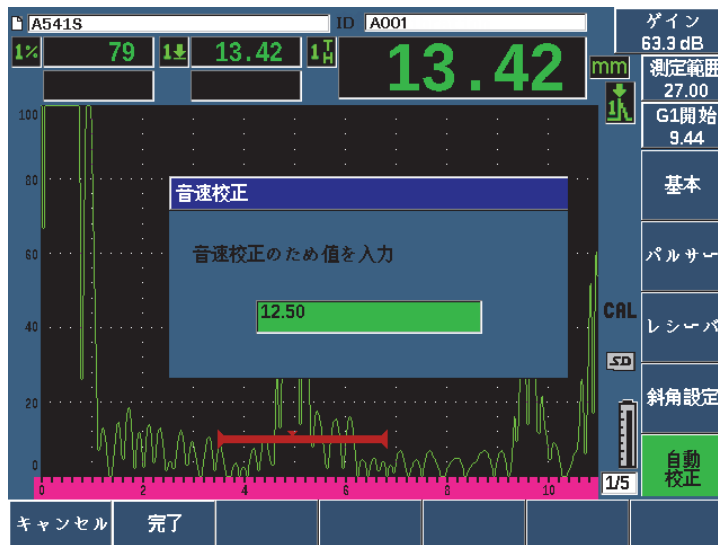 A541S
ID A001
ゲイン
63.3 dB
1% 79 1 13.42 1TH 13.42 mm
測定範囲
27.00
G1開始
9.44
基本
パルサー
レシーバ
斜角設定
自動
校正
音速校正
音速校正のため値を入力
12.50
100
80
60
40
20
0
0 2 4 6 8 10
CAL
SD
1/5
キャンセル 完了